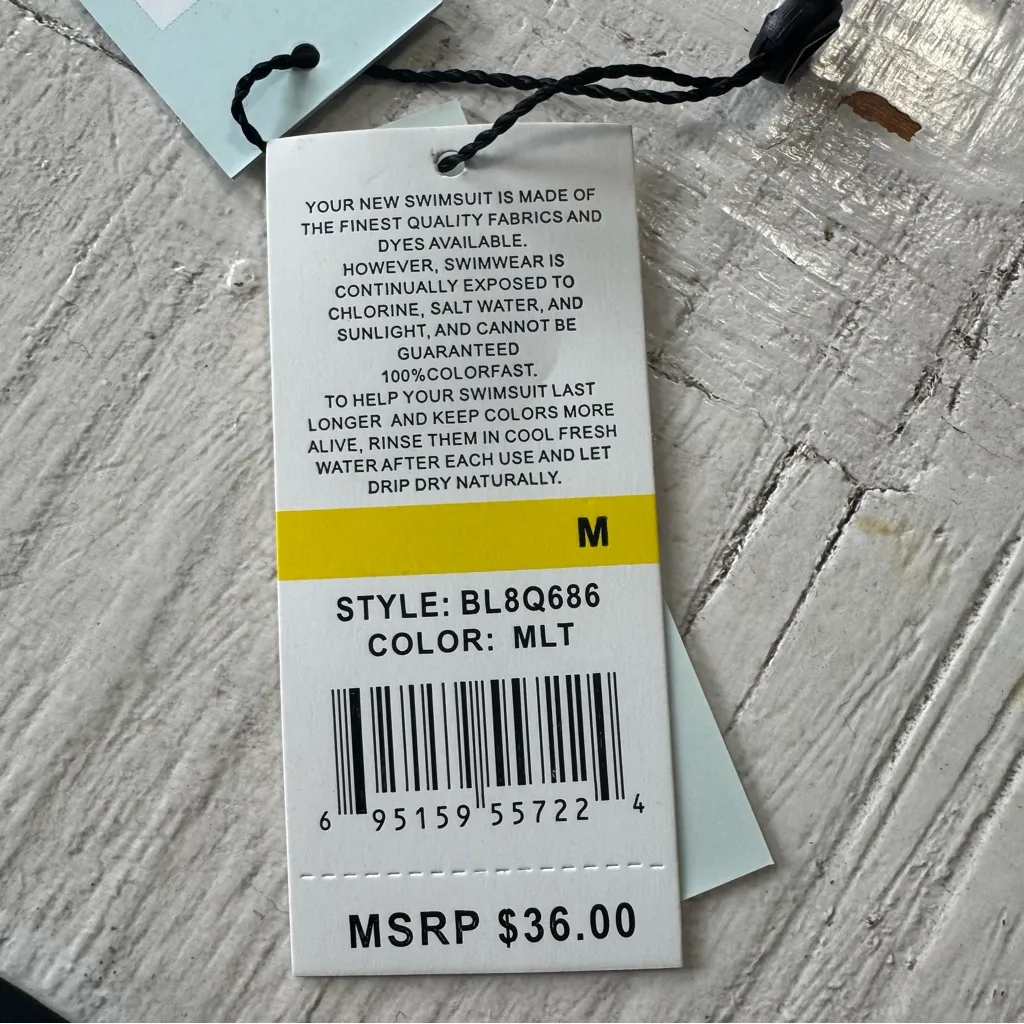 YOUR NEW SWIMSUIT IS MADE OF
THE FINEST QUALITY FABRICS AND
DYES AVAILABLE.
HOWEVER, SWIMWEAR IS
CONTINUALLY EXPOSED TO
CHLORINE, SALT WATER, AND
SUNLIGHT, AND CANNOT BE
GUARANTEED
100%COLORFAST.
TO HELP YOUR SWIMSUIT LAST
LONGER AND KEEP COLORS MORE
ALIVE, RINSE THEM IN COOL FRESH
WATER AFTER EACH USE AND LET
DRIP DRY NATURALLY.
M
STYLE: BL8Q686
COLOR: MLT
6 95159 55722 4
MSRP $36.00